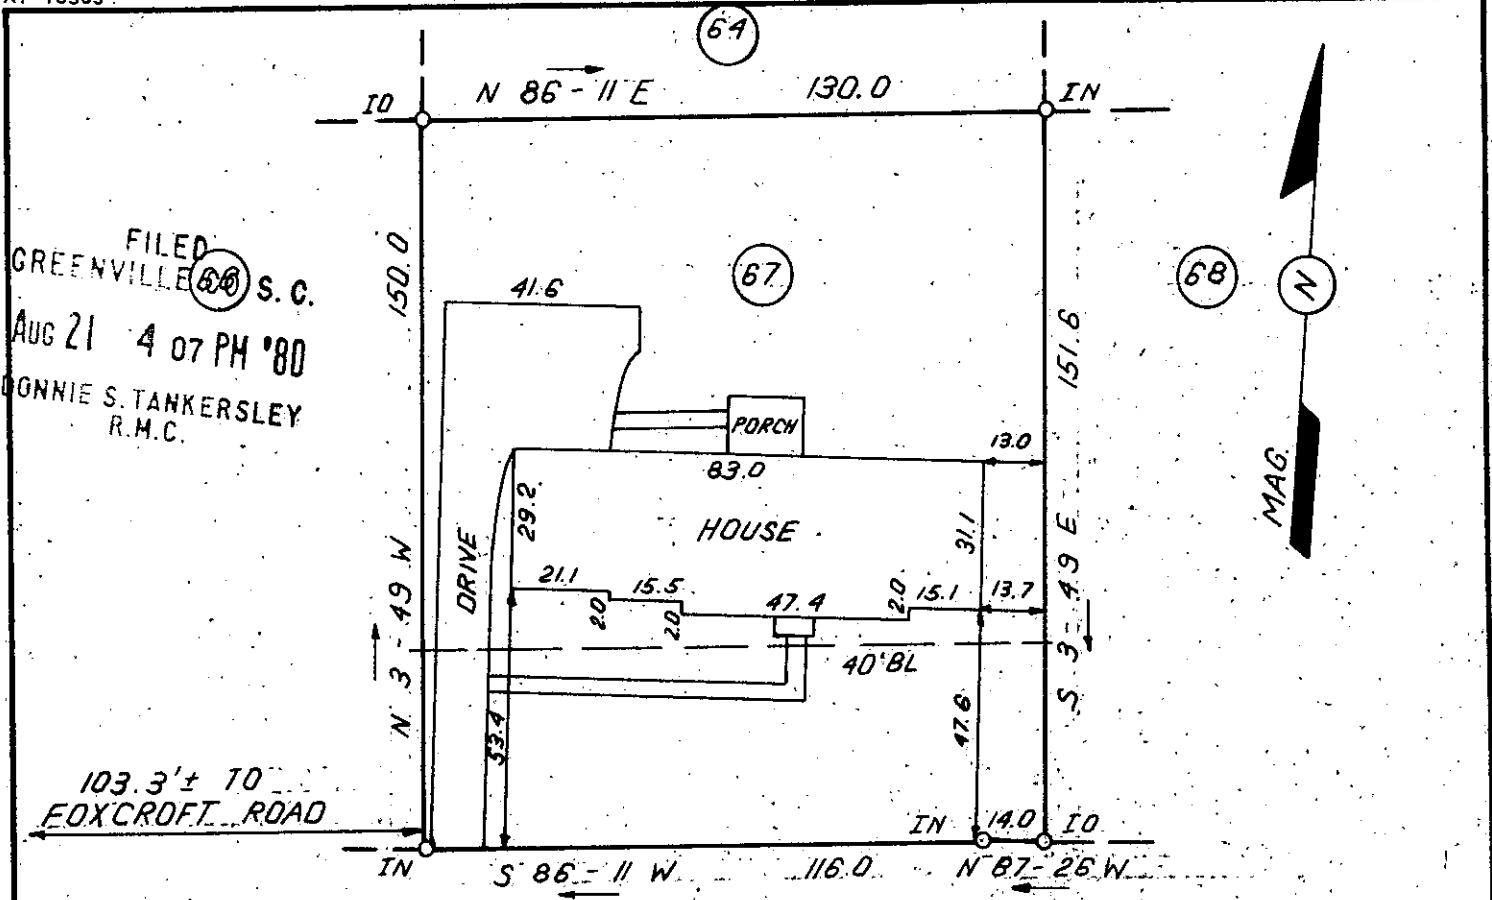 64
N 86 - 11 E 130.0
IO
IN
FILED
GREENVILLE S. C.
AUG 21 4 07 PM '80
DONNIE S. TANKERSLEY
R.M.C.
150.0
N 3 - 49 W
67
68
N
MAG.
151.6
S 3 - 49 E
41.6
PORCH
13.0
83.0
29.2
HOUSE
31.1
DRIVE
21.1
15.5
47.4
15.1
13.7
2.0
2.0
2.0
40' BL
53.4
47.6
103.3'± TO
FOXCROFT ROAD
IN
14.0
IO
IN
S 86 - 11 W 116.0 N 87 - 26 W